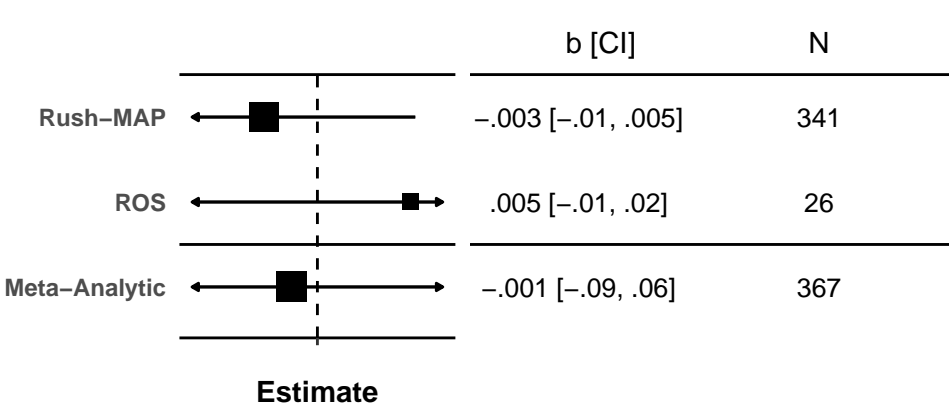 b [CI] N
Rush−MAP −.003 [−.01, .005] 341
ROS .005 [−.01, .02] 26
Meta−Analytic −.001 [−.09, .06] 367
Estimate